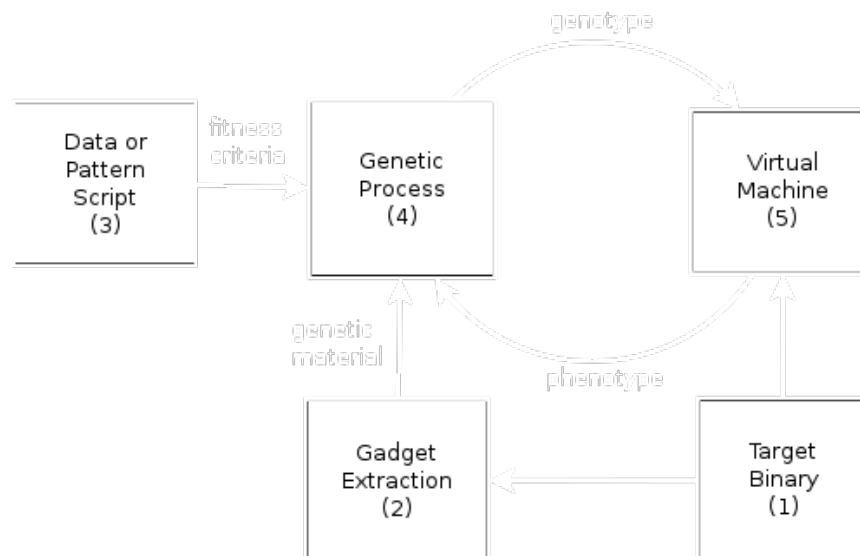 genotype
Data or
Pattern
Script
(3)
fitness
criteria
Genetic
Process
(4)
Virtual
Machine
(5)
genetic
material
phenotype
Gadget
Extraction
(2)
Target
Binary
(1)